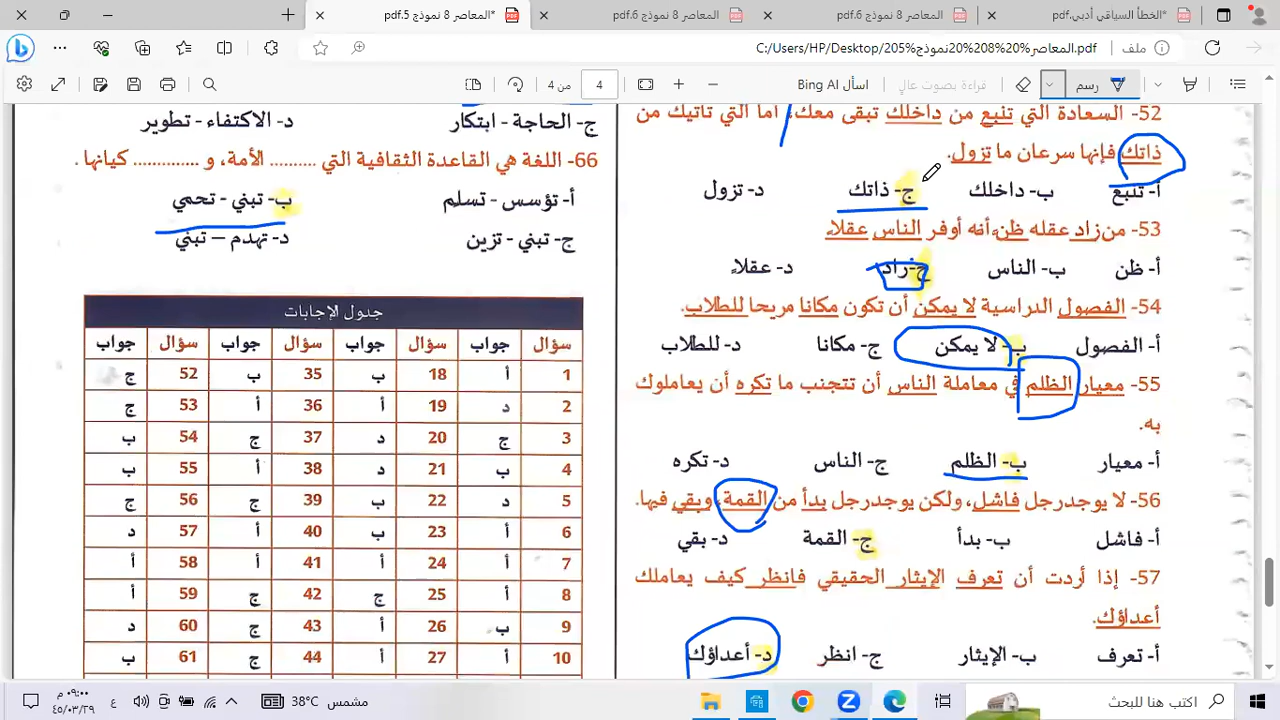 المعاصر 8 نموذج 5.pdf*
المعاصر 8 نموذج 6.pdf
المعاصر 8 نموذج 6.pdf
الخطأ السياقي أدبي.pdf*
ملف
C:/Users/HP/Desktop/205%نموذج20%208%20%المعاصر.pdf
رسم
قراءة بصوت عالٍ
اسأل Bing AI
4
من 4
52- السعادة التي تنبع من داخلك تبقى معك، أما التي تأتيك من
ذاتك فإنها سرعان ما تزول.
أ- تنبع
ب- داخلك
ج- ذاتك
د- تزول
53- من زاد عقله ظن أنه أوفر الناس عقلاً.
أ- ظن
ب- الناس
ج- زاد
د- عقلاً
54- الفصول الدراسية لا يمكن أن تكون مكانا مريحا للطلاب.
أ- الفصول
ب- لا يمكن
ج- مكانا
د- للطلاب
55- معيار الظلم في معاملة الناس أن تتجنب ما تكره أن يعاملوك
به.
أ- معيار
ب- الظلم
ج- الناس
د- تكره
56- لا يوجد رجل فاشل، ولكن يوجد رجل بدأ من القمة، وبقي فيها.
أ- فاشل
ب- بدأ
ج- القمة
د- بقي
57- إذا أردت أن تعرف الإيثار الحقيقي فانظر كيف يعاملك
أعداؤك.
أ- تعرف
ب- الإيثار
ج- انظر
د- أعداؤك
ج- الحاجة - ابتكار
د- الاكتفاء - تطوير
66- اللغة هي القاعدة الثقافية التي .......... الأمة، و ............. كيانها .
أ- تؤسس - تسلم
ب- تبني - تحمي
ج- تبني - تزين
د- تهدم – تبني
جدول الإجابات
سؤال جواب سؤال جواب سؤال جواب سؤال جواب
1 أ 18 ب 35 ب 52 ج
2 د 19 أ 36 أ 53 ج
3 ج 20 د 37 ج 54 ب
4 ب 21 د 38 أ 55 ب
5 د 22 ب 39 ج 56 ج
6 أ 23 ب 40 أ 57 د
7 أ 24 أ 41 أ 58 أ
8 أ 25 ج 42 ج 59 أ
9 ب 26 أ 43 ج 60 د
10 أ 27 أ 44 ج 61 ب
اكتب هنا للبحث
38°C مشمس
ع
٠٩:٠٠ م